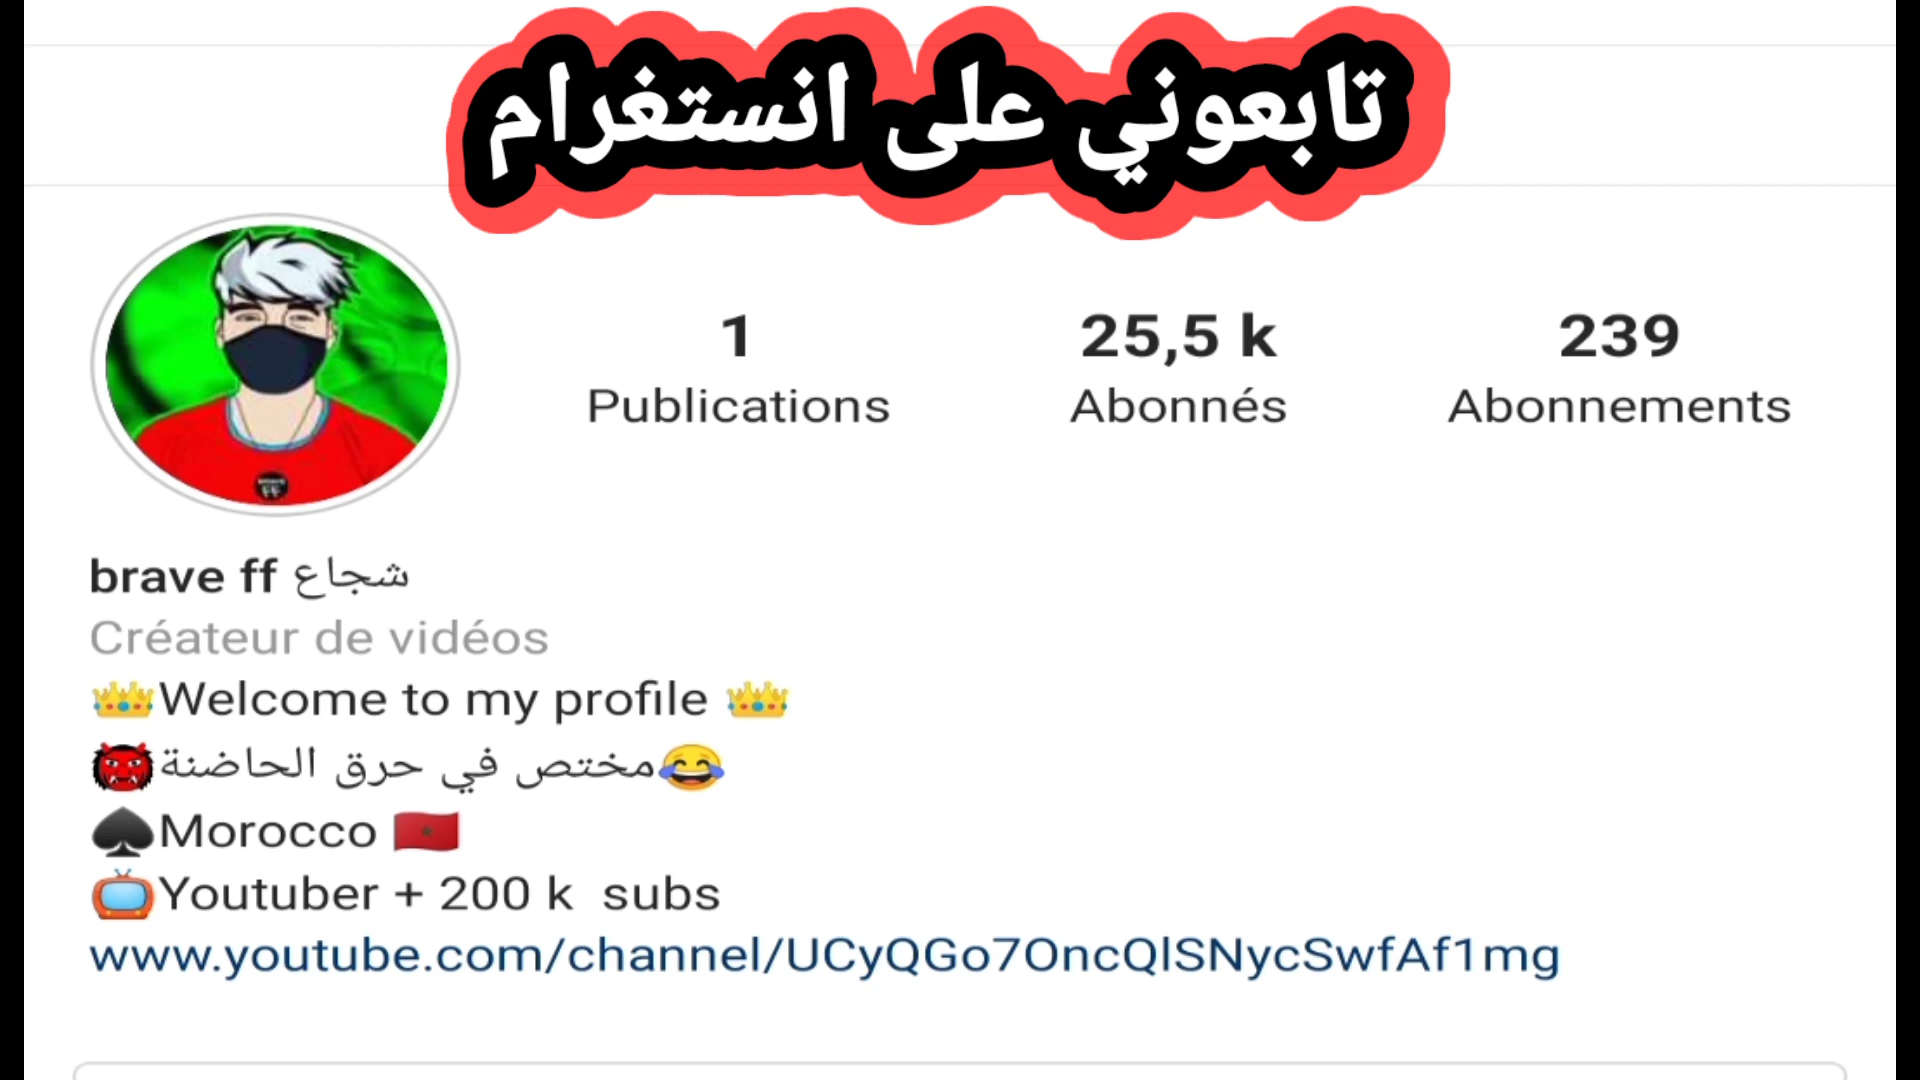 تابعوني على انستغرام
1 25,5 k 239
Publications Abonnés Abonnements
brave ff شجاع
Créateur de vidéos
👑Welcome to my profile 👑
👹مختص في حرق الحاضنة😂
♠️Morocco 🇲🇦
📺Youtuber + 200 k subs
www.youtube.com/channel/UCyQGo7OncQlSNycSwfAf1mg